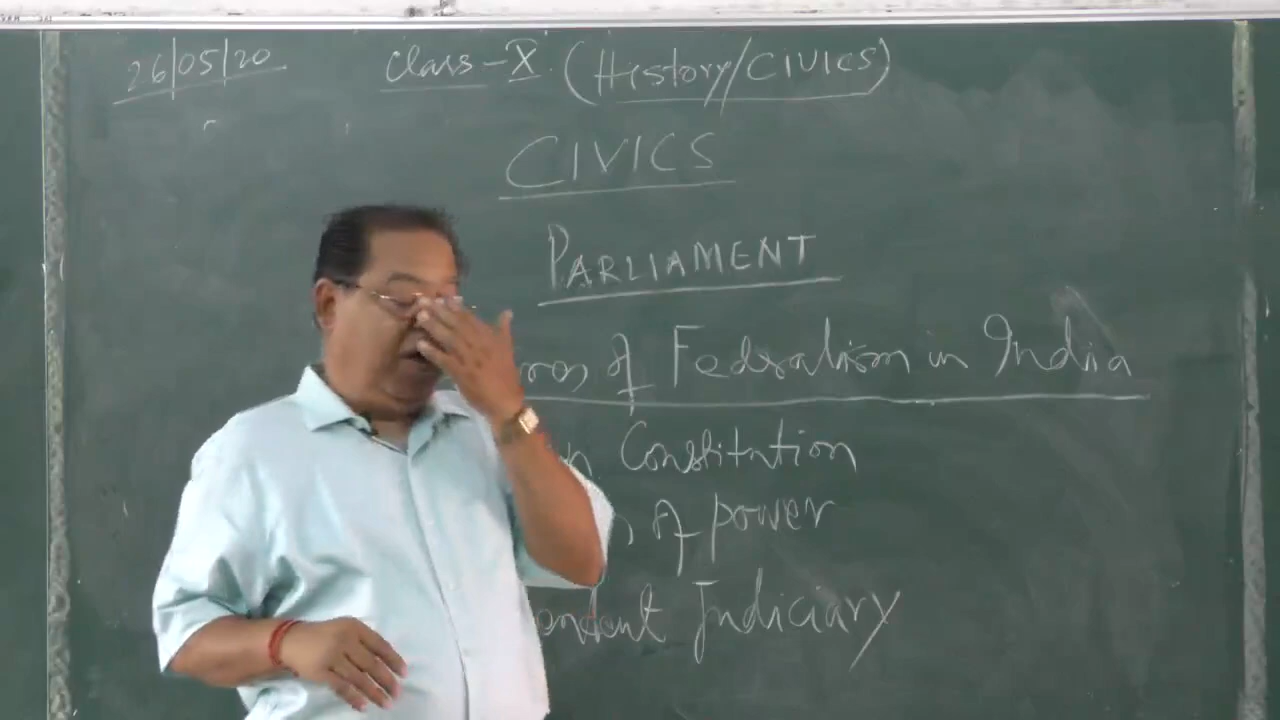 26/05/20 Class-X (History/CIVICS)
CIVICS
PARLIAMENT
of Federalism in India
Constitution
of power
Judiciary